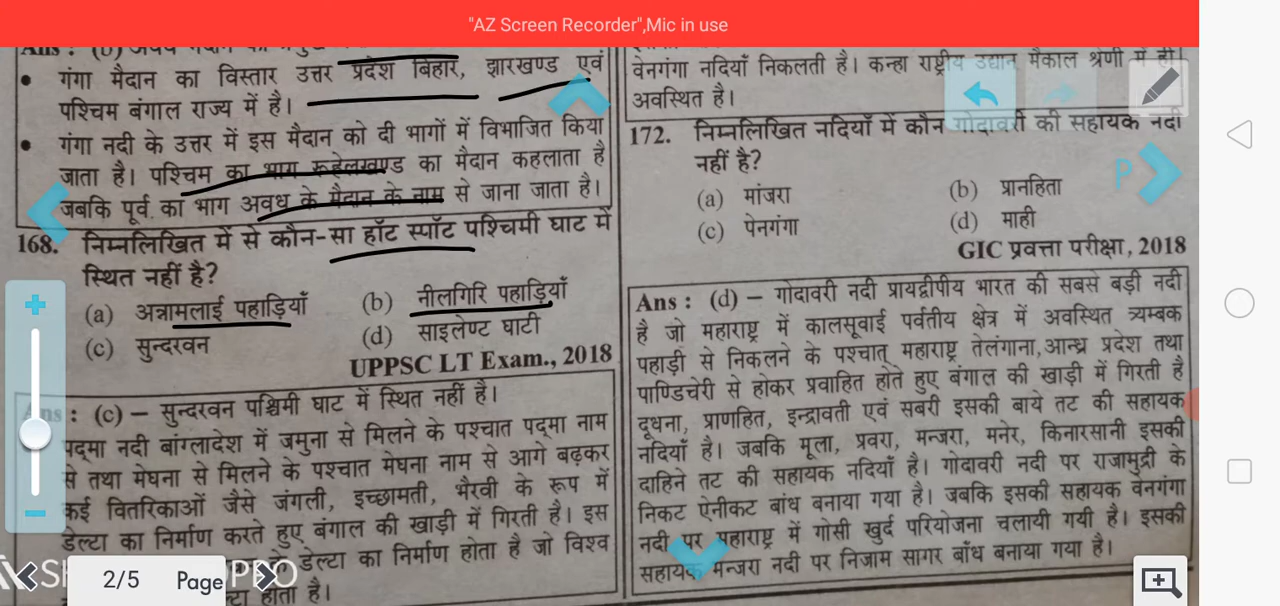 "AZ Screen Recorder",Mic in use
Ans : (b)
• गंगा मैदान का विस्तार उत्तर प्रदेश बिहार, झारखण्ड एवं
पश्चिम बंगाल राज्य में है।
• गंगा नदी के उत्तर में इस मैदान को दी भागों में विभाजित किया
जाता है। पश्चिम का भाग रूहेलखण्ड का मैदान कहलाता है
जबकि पूर्व का भाग अवध के मैदान के नाम से जाना जाता है।
168. निम्नलिखित में से कौन-सा हॉट स्पॉट पश्चिमी घाट में
स्थित नहीं है?
(a) अन्नामलाई पहाड़ियाँ (b) नीलगिरि पहाड़ियाँ
(c) सुन्दरवन (d) साइलेण्ट घाटी
UPPSC LT Exam., 2018
Ans : (c) – सुन्दरवन पश्चिमी घाट में स्थित नहीं है।
पद्मा नदी बांग्लादेश में जमुना से मिलने के पश्चात पद्मा नाम
से तथा मेघना से मिलने के पश्चात मेघना नाम से आगे बढ़कर
कई वितरिकाओं जैसे जंगली, इच्छामती, भैरवी के रूप में
डेल्टा का निर्माण करते हुए बंगाल की खाड़ी में गिरती है। इस
डेल्टा का निर्माण होता है जो विश्व
होता है।
वेनगंगा नदियाँ निकलती है। कन्हा राष्ट्रीय उद्यान मैकाल श्रेणी में ही
अवस्थित है।
172. निम्नलिखित नदियाँ में कौन गोदावरी की सहायक नदी
नहीं है?
(a) मांजरा (b) प्रानहिता
(c) पेनगंगा (d) माही
GIC प्रवत्ता परीक्षा, 2018
Ans : (d) – गोदावरी नदी प्रायद्वीपीय भारत की सबसे बड़ी नदी
है जो महाराष्ट्र में कालसूवाई पर्वतीय क्षेत्र में अवस्थित त्र्यम्बक
पहाड़ी से निकलने के पश्चात् महाराष्ट्र तेलंगाना, आन्ध्र प्रदेश तथा
पाण्डिचेरी से होकर प्रवाहित होते हुए बंगाल की खाड़ी में गिरती है
दूधना, प्राणहित, इन्द्रावती एवं सबरी इसकी बाये तट की सहायक
नदियाँ है। जबकि मूला, प्रवरा, मन्जरा, मनेर, किनारसानी इसकी
दाहिने तट की सहायक नदियाँ है। गोदावरी नदी पर राजामुद्री के
निकट ऐनीकट बांध बनाया गया है। जबकि इसकी सहायक वेनगंगा
नदी पर महाराष्ट्र में गोसी खुर्द परियोजना चलायी गयी है। इसकी
सहायक मन्जरा नदी पर निजाम सागर बाँध बनाया गया है।
P
2/5 Page